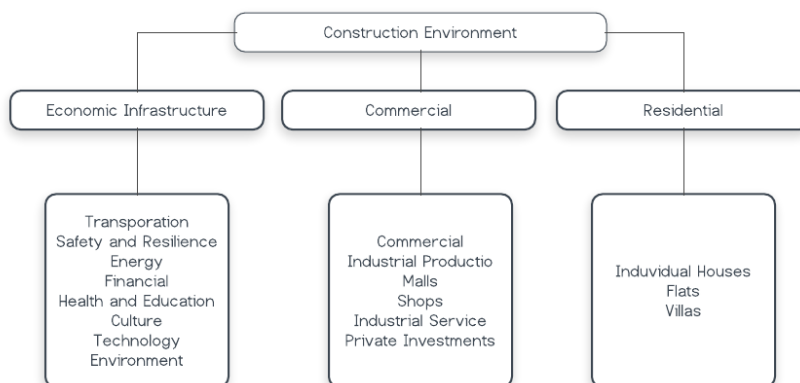 Construction Environment
Economic Infrastructure
Commercial
Residential
Transporation
Safety and Resilience
Energy
Financial
Health and Education
Culture
Technology
Environment
Commercial
Industrial Productio
Malls
Shops
Industrial Service
Private Investments
Induvidual Houses
Flats
Villas